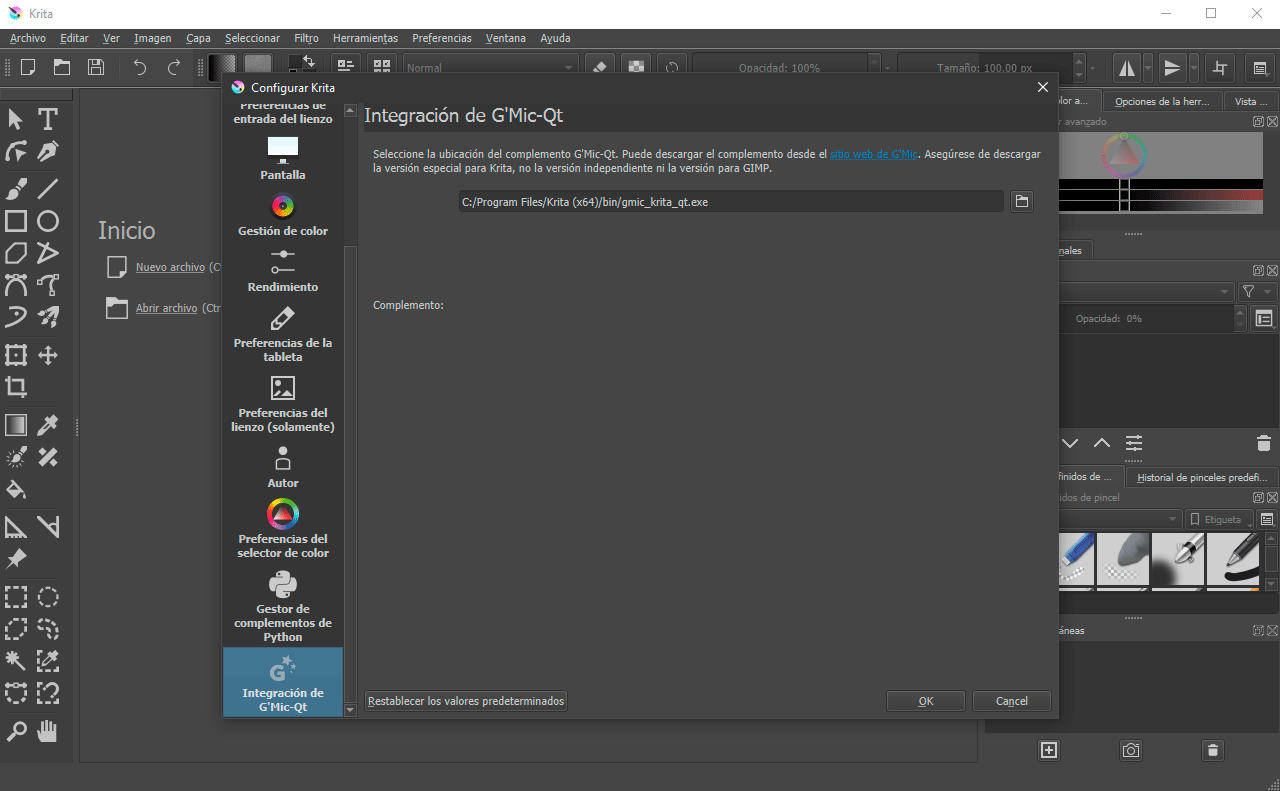 Krita
Archivo Editar Ver Imagen Capa Seleccionar Filtro Herramientas Preferencias Ventana Ayuda
Normal Opacidad: 100% Tamaño: 100.00 px
Configurar Krita
Preferencias de
entrada del lienzo
Pantalla
Gestión de color
Rendimiento
Preferencias de la
tableta
Preferencias del
lienzo (solamente)
Autor
Preferencias del
selector de color
Gestor de
complementos de
Python
Integración de
G'Mic-Qt
Integración de G'Mic-Qt
Seleccione la ubicación del complemento G'Mic-Qt. Puede descargar el complemento desde el sitio web de G'Mic. Asegúrese de descargar
la versión especial para Krita, no la versión independiente ni la versión para GIMP.
C:/Program Files/Krita (x64)/bin/gmic_krita_qt.exe
Complemento:
Restablecer los valores predeterminados
OK
Cancel
Inicio
Nuevo archivo (C
Abrir archivo (Ctr
olor a... Opciones de la herr... Vista ...
r avanzado
nales
Opacidad: 0%
finidos de ... Historial de pinceles predefi...
idos de pincel
Etiqueta
áneas